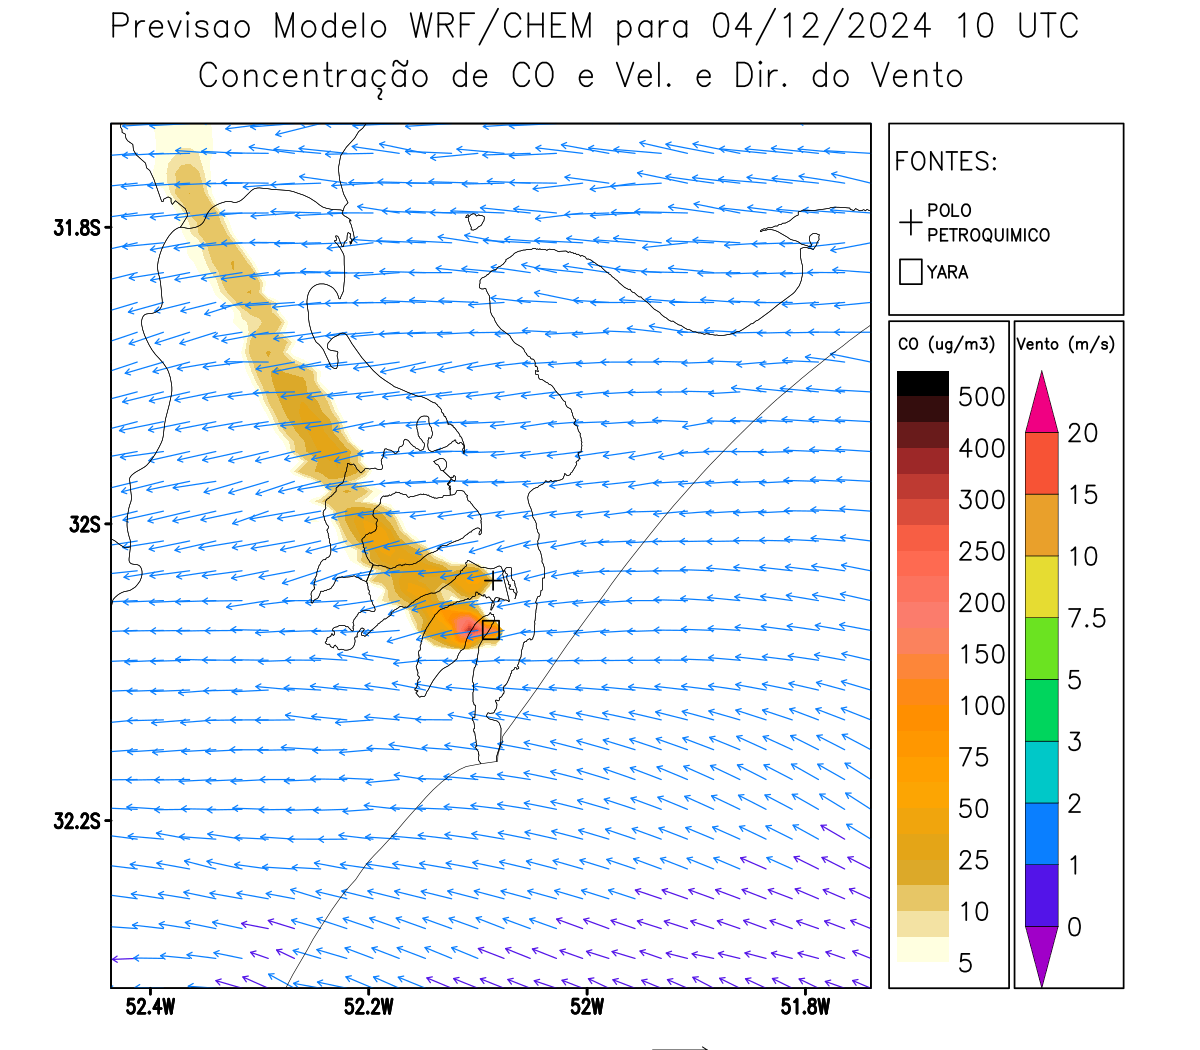 Previsao Modelo WRF/CHEM para 04/12/2024 10 UTC
Concentração de CO e Vel. e Dir. do Vento
FONTES:
POLO
PETROQUIMICO
YARA
CO (ug/m3)
500
400
300
250
200
150
100
75
50
25
10
5
Vento (m/s)
20
15
10
7.5
5
3
2
1
0
31.8S
32S
32.2S
52.4W
52.2W
52W
51.8W